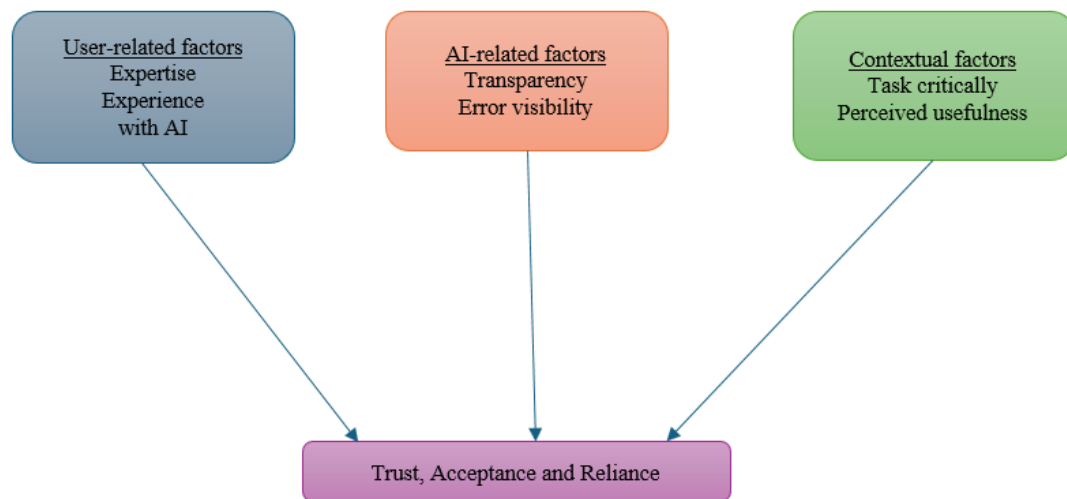 User-related factors
Expertise
Experience
with AI
AI-related factors
Transparency
Error visibility
Contextual factors
Task critically
Perceived usefulness
Trust, Acceptance and Reliance